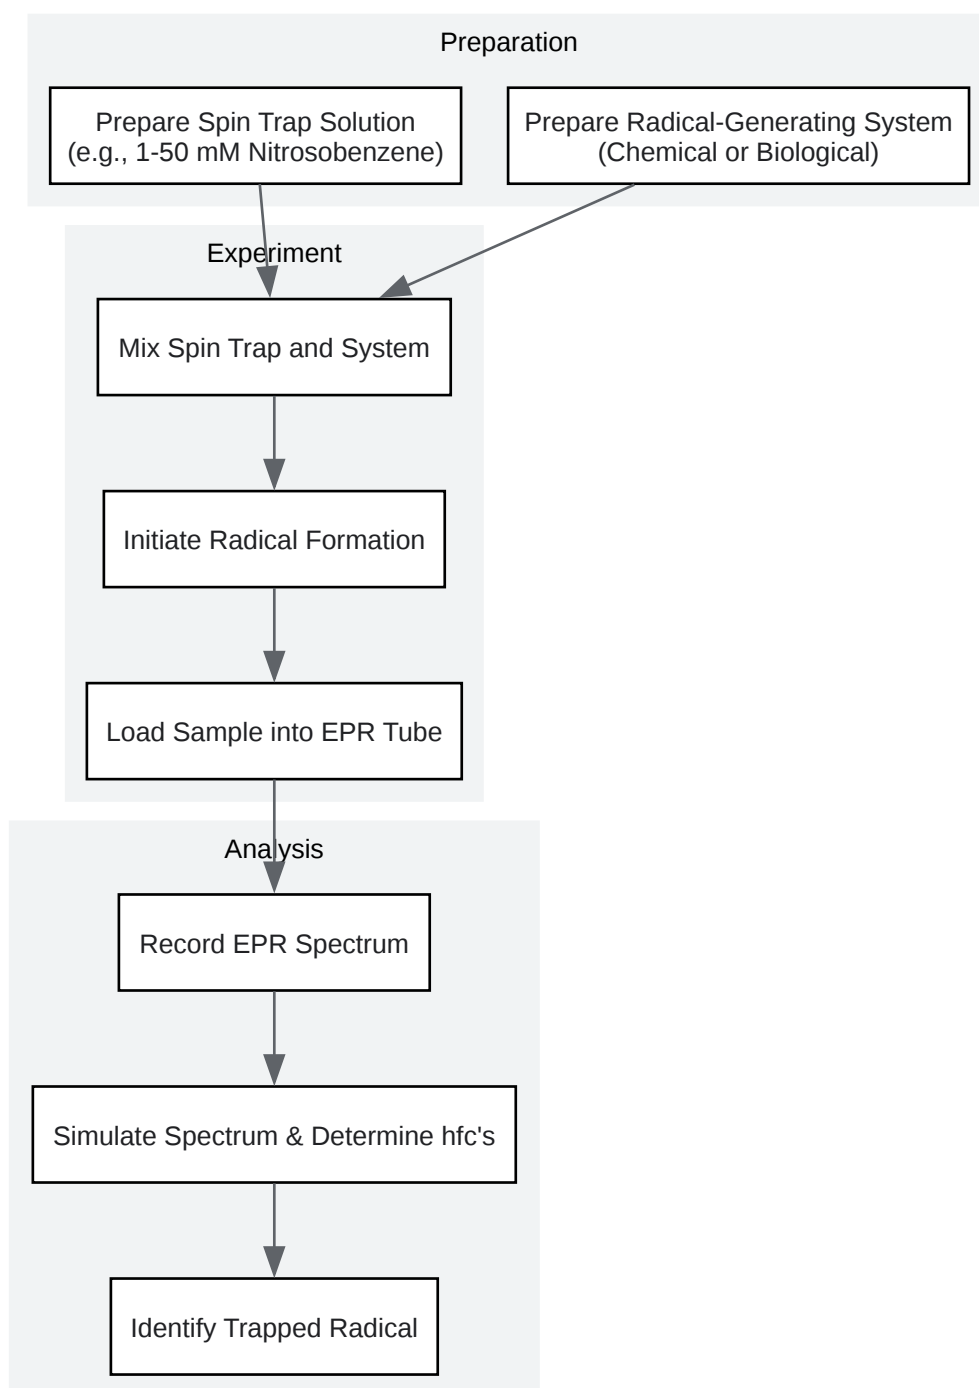 Preparation
Prepare Spin Trap Solution
(e.g., 1-50 mM Nitrosobenzene)
Prepare Radical-Generating System
(Chemical or Biological)
Experiment
Mix Spin Trap and System
Initiate Radical Formation
Load Sample into EPR Tube
Analysis
Record EPR Spectrum
Simulate Spectrum & Determine hfc's
Identify Trapped Radical